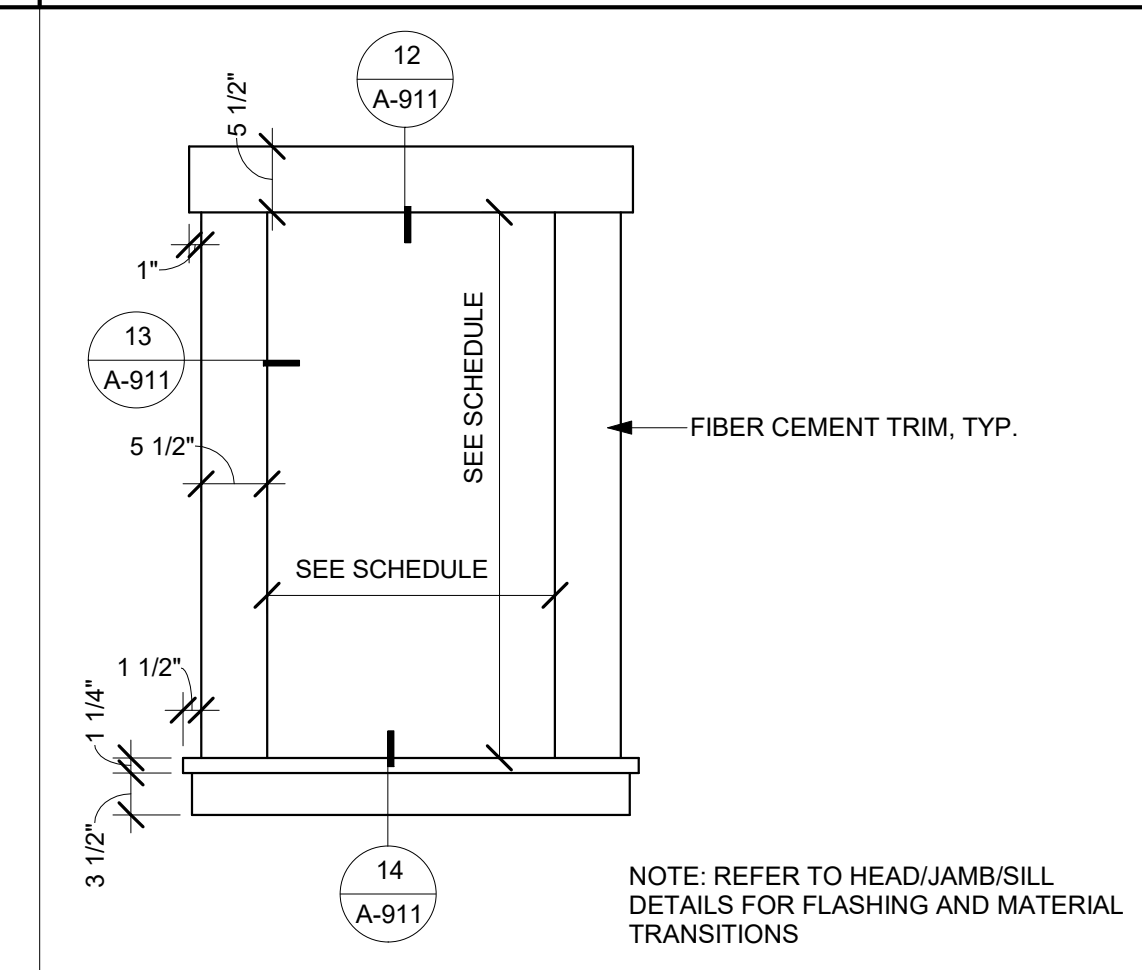 12
A-911
5 1/2"
1"
13
A-911
SEE SCHEDULE
FIBER CEMENT TRIM, TYP.
5 1/2"
SEE SCHEDULE
1 1/2"
1 1/4"
3 1/2"
14
A-911
NOTE: REFER TO HEAD/JAMB/SILL
DETAILS FOR FLASHING AND MATERIAL
TRANSITIONS